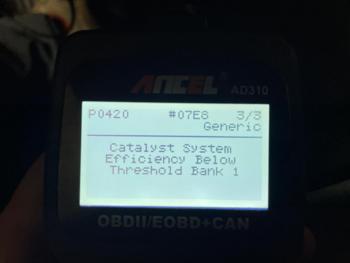 ANCEL
AD310
P0420 #07E8 3/3
Generic
Catalyst System
Efficiency Below
Threshold Bank 1
OBDII/EOBD+CAN